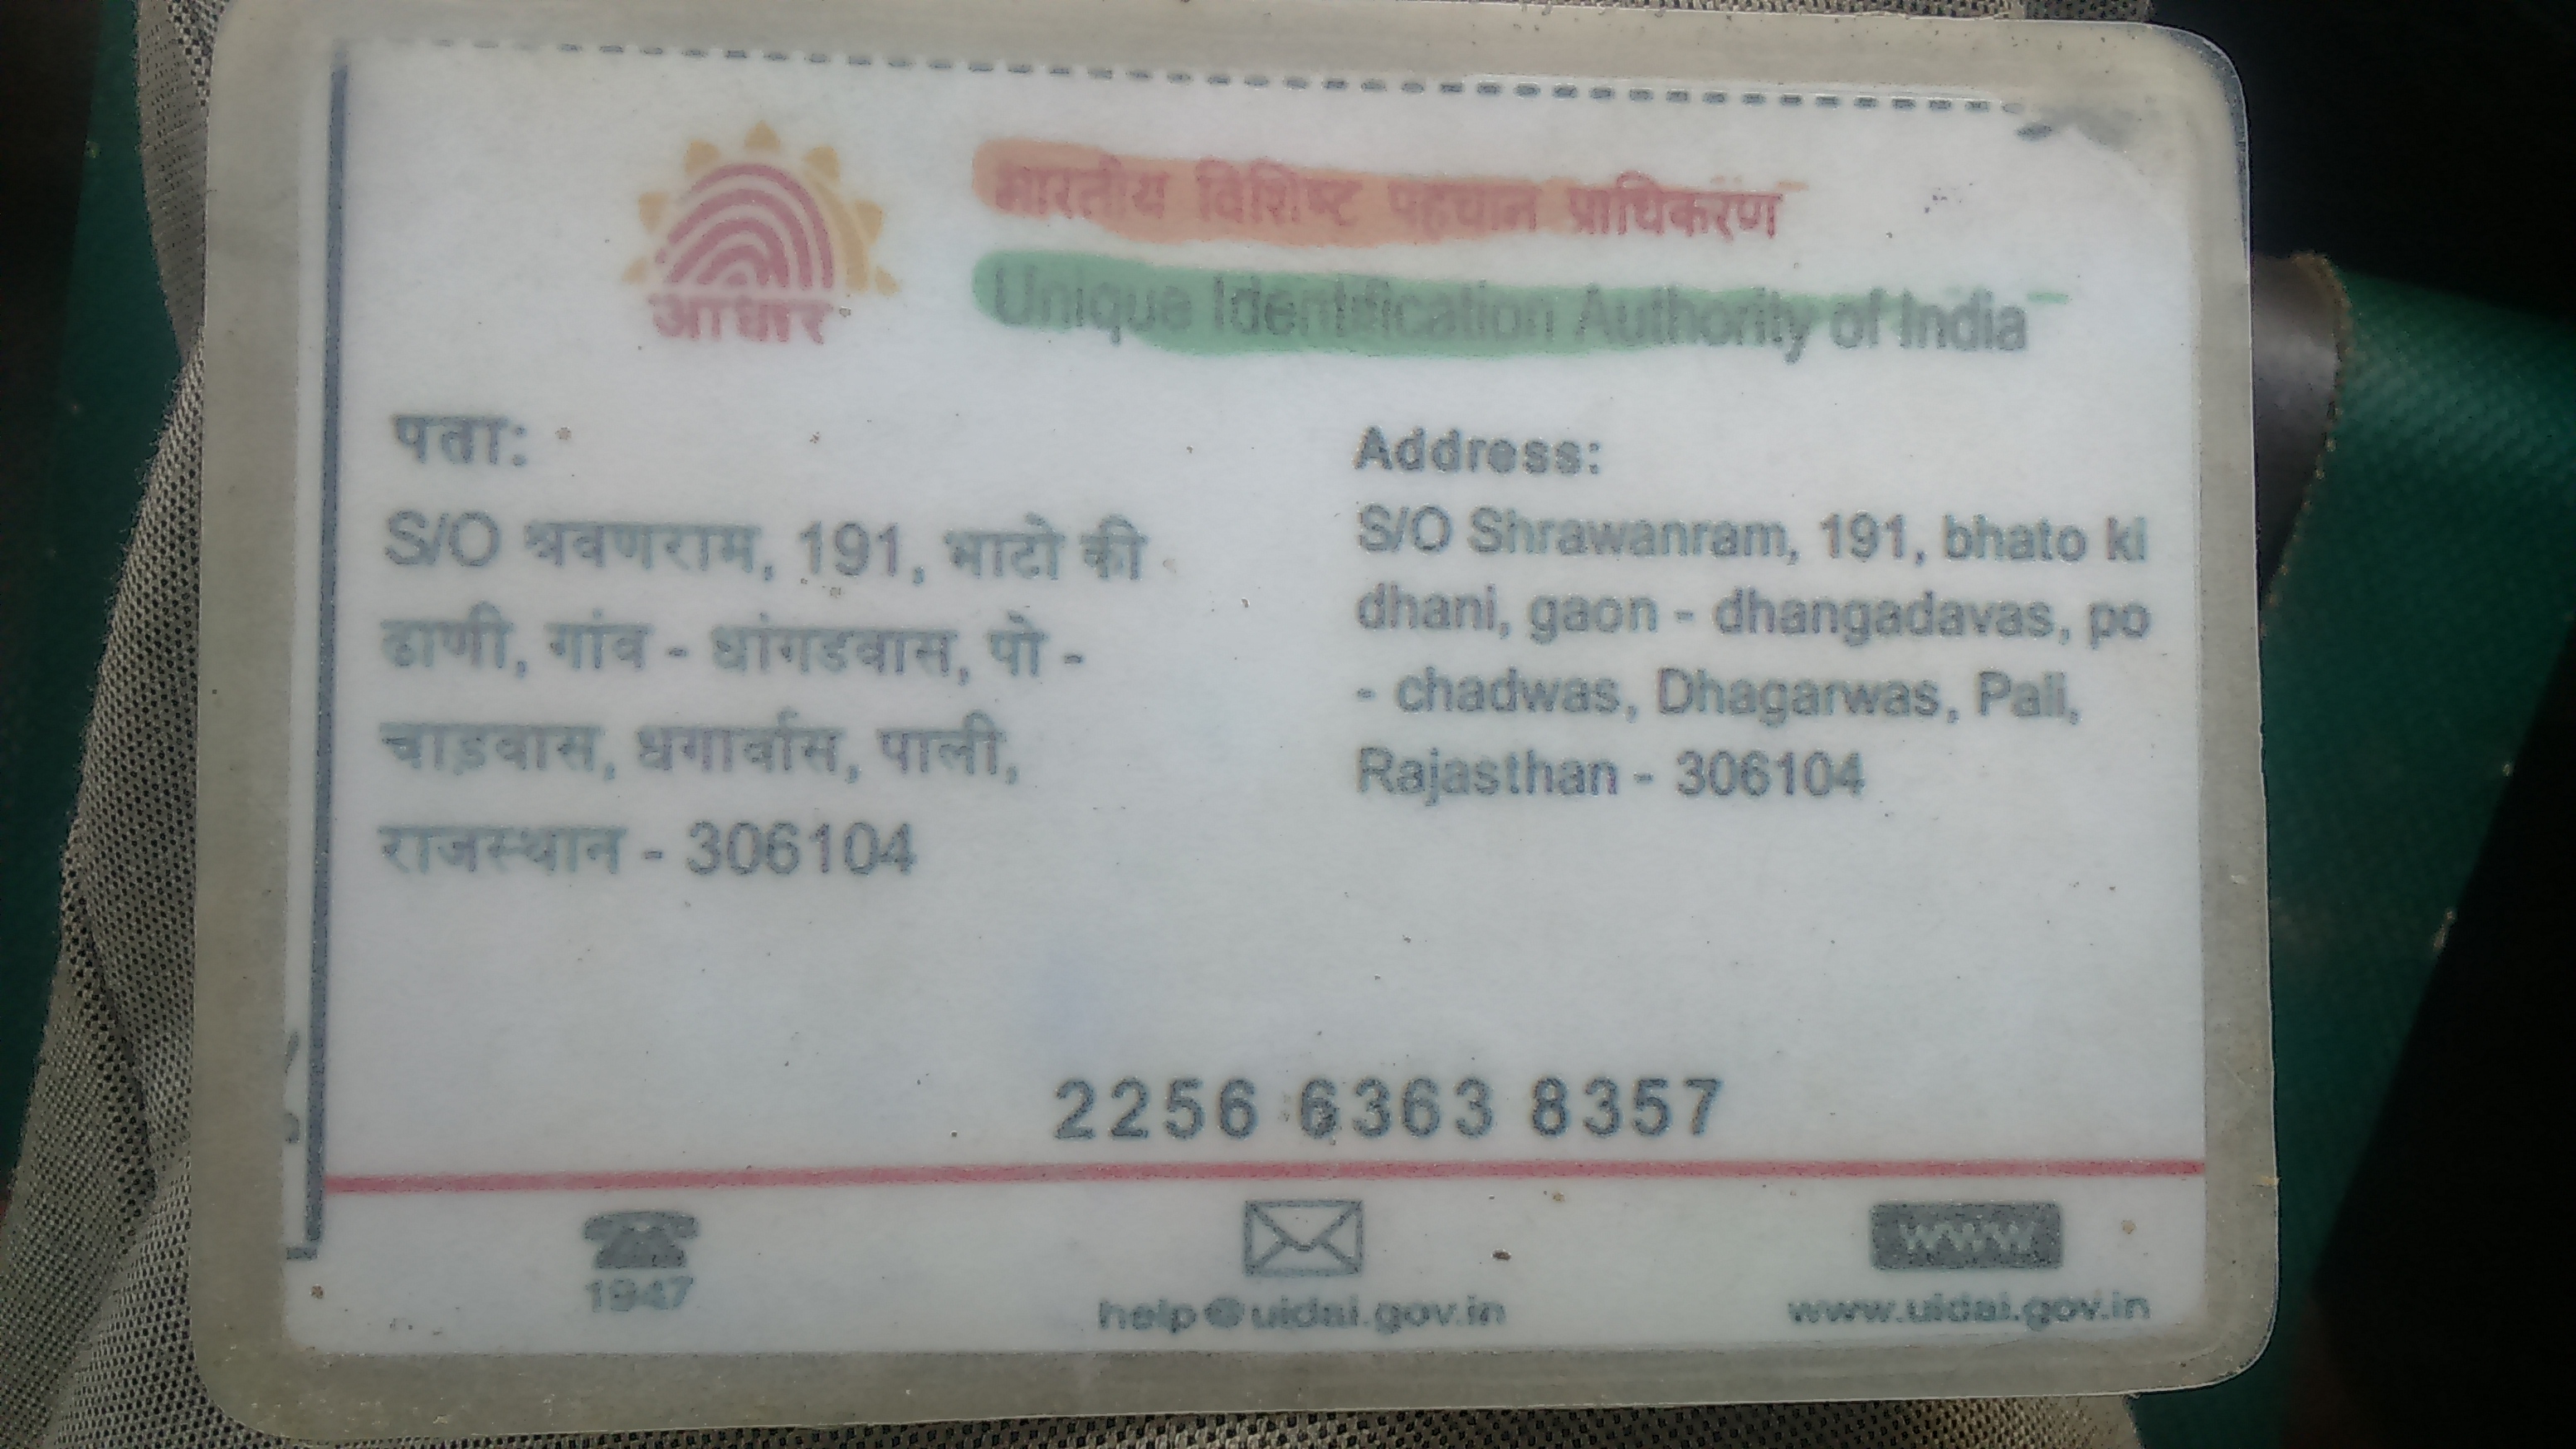 भारतीय विशिष्ट पहचान प्राधिकरण
Unique Identification Authority of India
आधार
पता:
S/O श्रवणराम, 191, भाटो की
ढाणी, गांव - धांगडवास, पो -
चाड़वास, धगार्वास, पाली,
राजस्थान - 306104
Address:
S/O Shrawanram, 191, bhato ki
dhani, gaon - dhangadavas, po
- chadwas, Dhagarwas, Pali,
Rajasthan - 306104
2256 6363 8357
1947
help@uidai.gov.in
www
www.uidai.gov.in